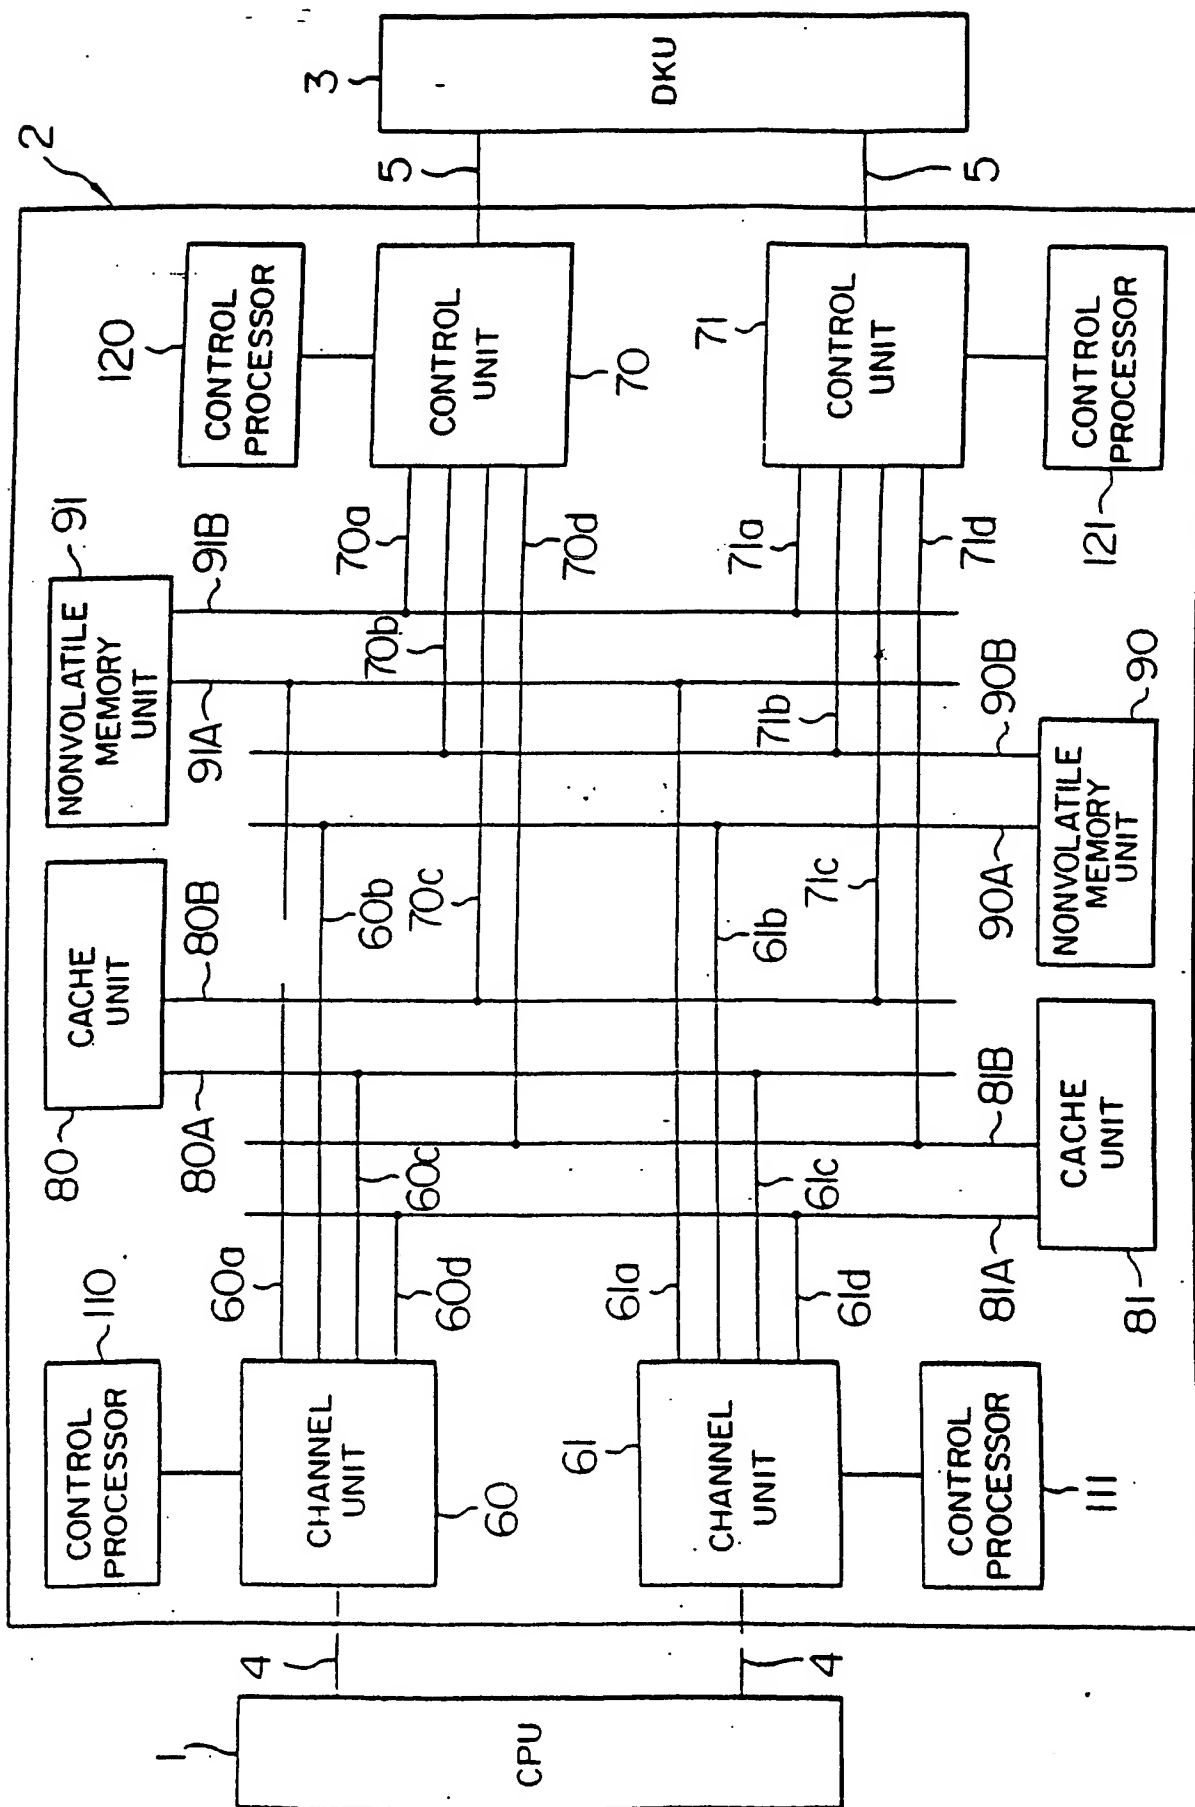 2
CONTROL
PROCESSOR
110
80
CACHE
UNIT
NONVOLATILE
MEMORY
UNIT
91
120
CONTROL
PROCESSOR
3
80A
80B
91A
91B
1
4
60a
CHANNEL
UNIT
60
60d
60c
60b
70c
70b
70a
70d
CONTROL
UNIT
70
5
CPU
DKU
61
CHANNEL
UNIT
61a
61d
61c
61b
71c
71b
71a
71d
71
CONTROL
UNIT
4
5
81A
81B
90A
90B
CONTROL
PROCESSOR
111
81
CACHE
UNIT
NONVOLATILE
MEMORY
UNIT
90
121
CONTROL
PROCESSOR